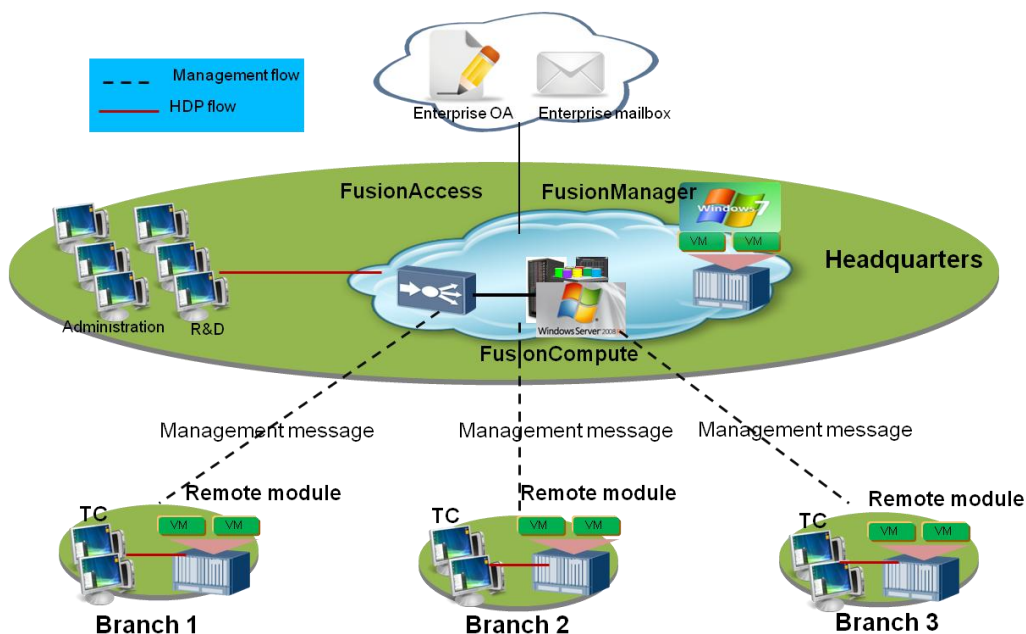 Management flow
HDP flow
Enterprise OA
Enterprise mailbox
FusionAccess
FusionManager
Windows 7
VM
VM
Headquarters
Administration
R&D
Windows Server 2008
FusionCompute
Management message
Management message
Management message
TC
Remote module
VM
VM
Branch 1
TC
Remote module
VM
VM
Branch 2
TC
Remote module
VM
VM
Branch 3